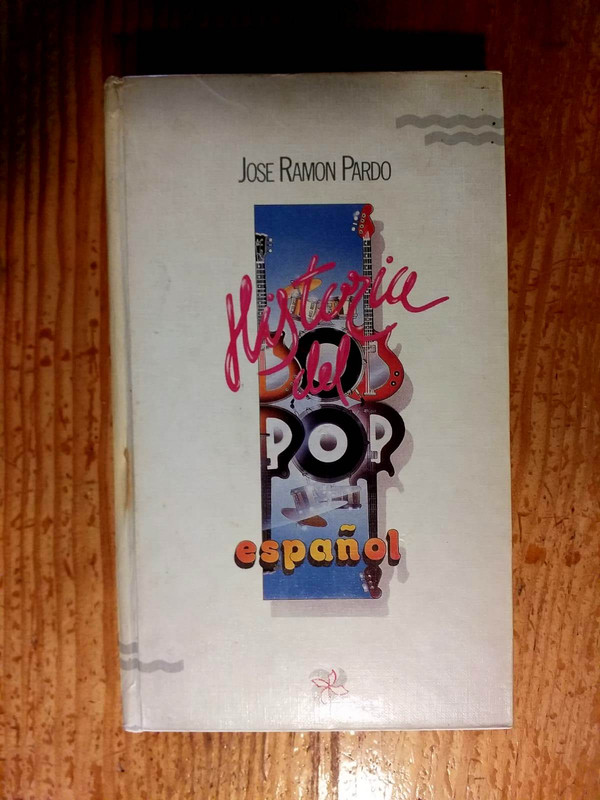 JOSE RAMON PARDO
Historia
del
POP
español